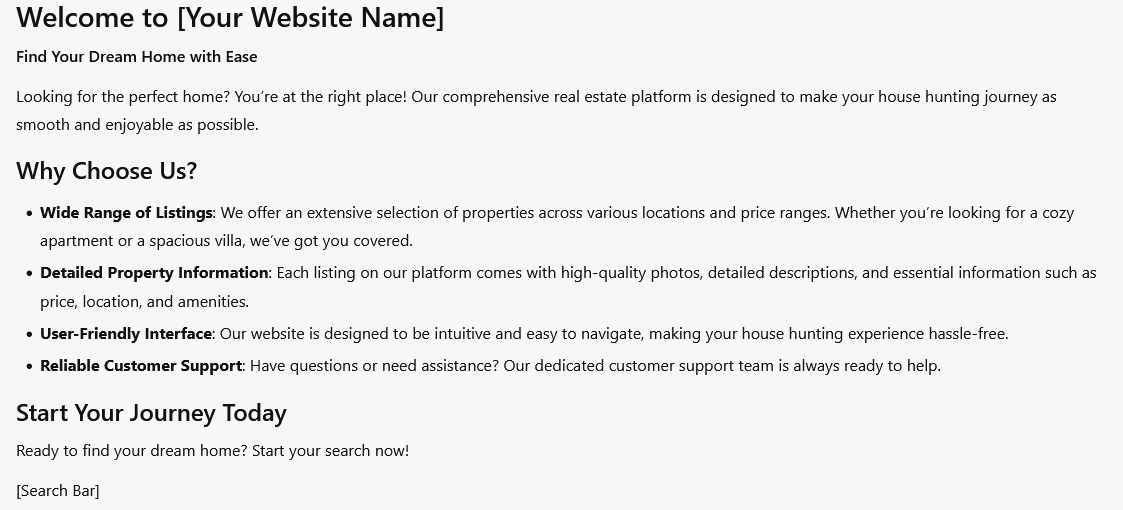 Welcome to [Your Website Name]
Find Your Dream Home with Ease
Looking for the perfect home? You’re at the right place! Our comprehensive real estate platform is designed to make your house hunting journey as
smooth and enjoyable as possible.
Why Choose Us?
• Wide Range of Listings: We offer an extensive selection of properties across various locations and price ranges. Whether you’re looking for a cozy
apartment or a spacious villa, we’ve got you covered.
• Detailed Property Information: Each listing on our platform comes with high-quality photos, detailed descriptions, and essential information such as
price, location, and amenities.
• User-Friendly Interface: Our website is designed to be intuitive and easy to navigate, making your house hunting experience hassle-free.
• Reliable Customer Support: Have questions or need assistance? Our dedicated customer support team is always ready to help.
Start Your Journey Today
Ready to find your dream home? Start your search now!
[Search Bar]